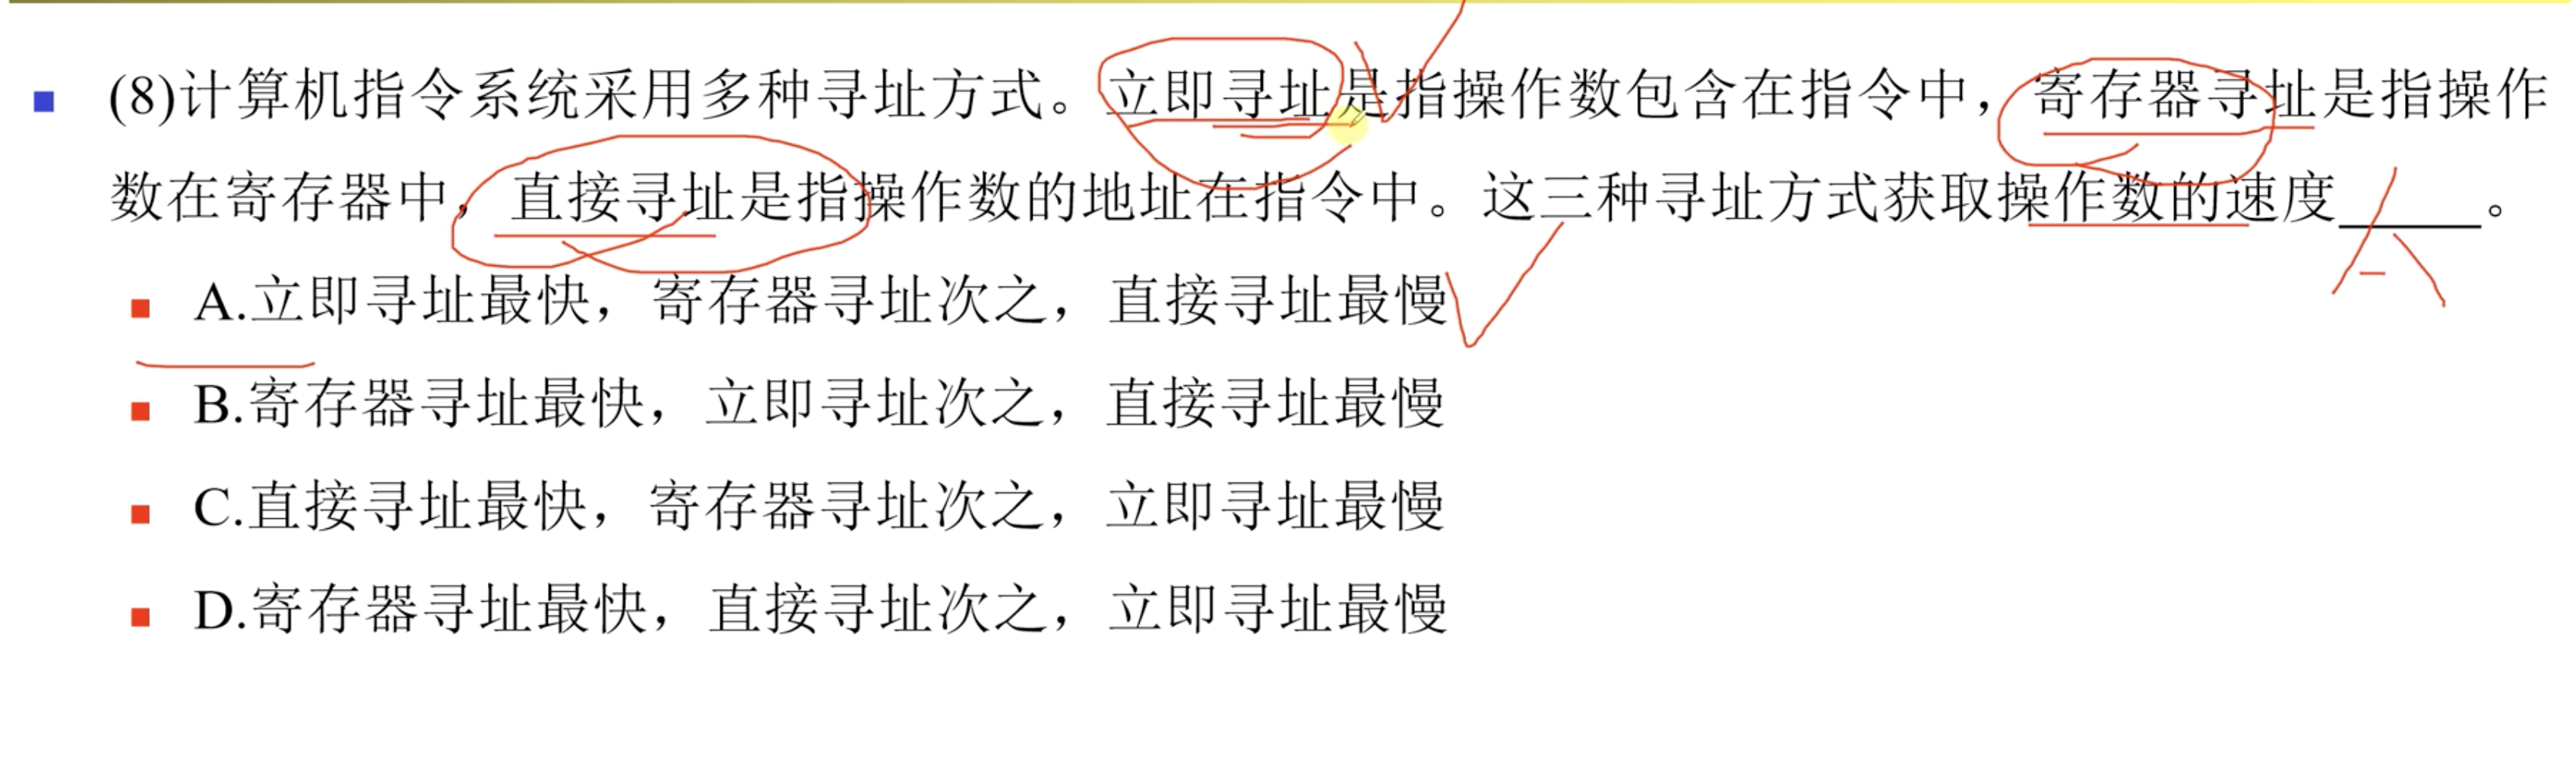 (8)计算机指令系统采用多种寻址方式。立即寻址是指操作数包含在指令中，寄存器寻址是指操作
数在寄存器中，直接寻址是指操作数的地址在指令中。这三种寻址方式获取操作数的速度_____。
A
A.立即寻址最快，寄存器寻址次之，直接寻址最慢
B.寄存器寻址最快，立即寻址次之，直接寻址最慢
C.直接寻址最快，寄存器寻址次之，立即寻址最慢
D.寄存器寻址最快，直接寻址次之，立即寻址最慢